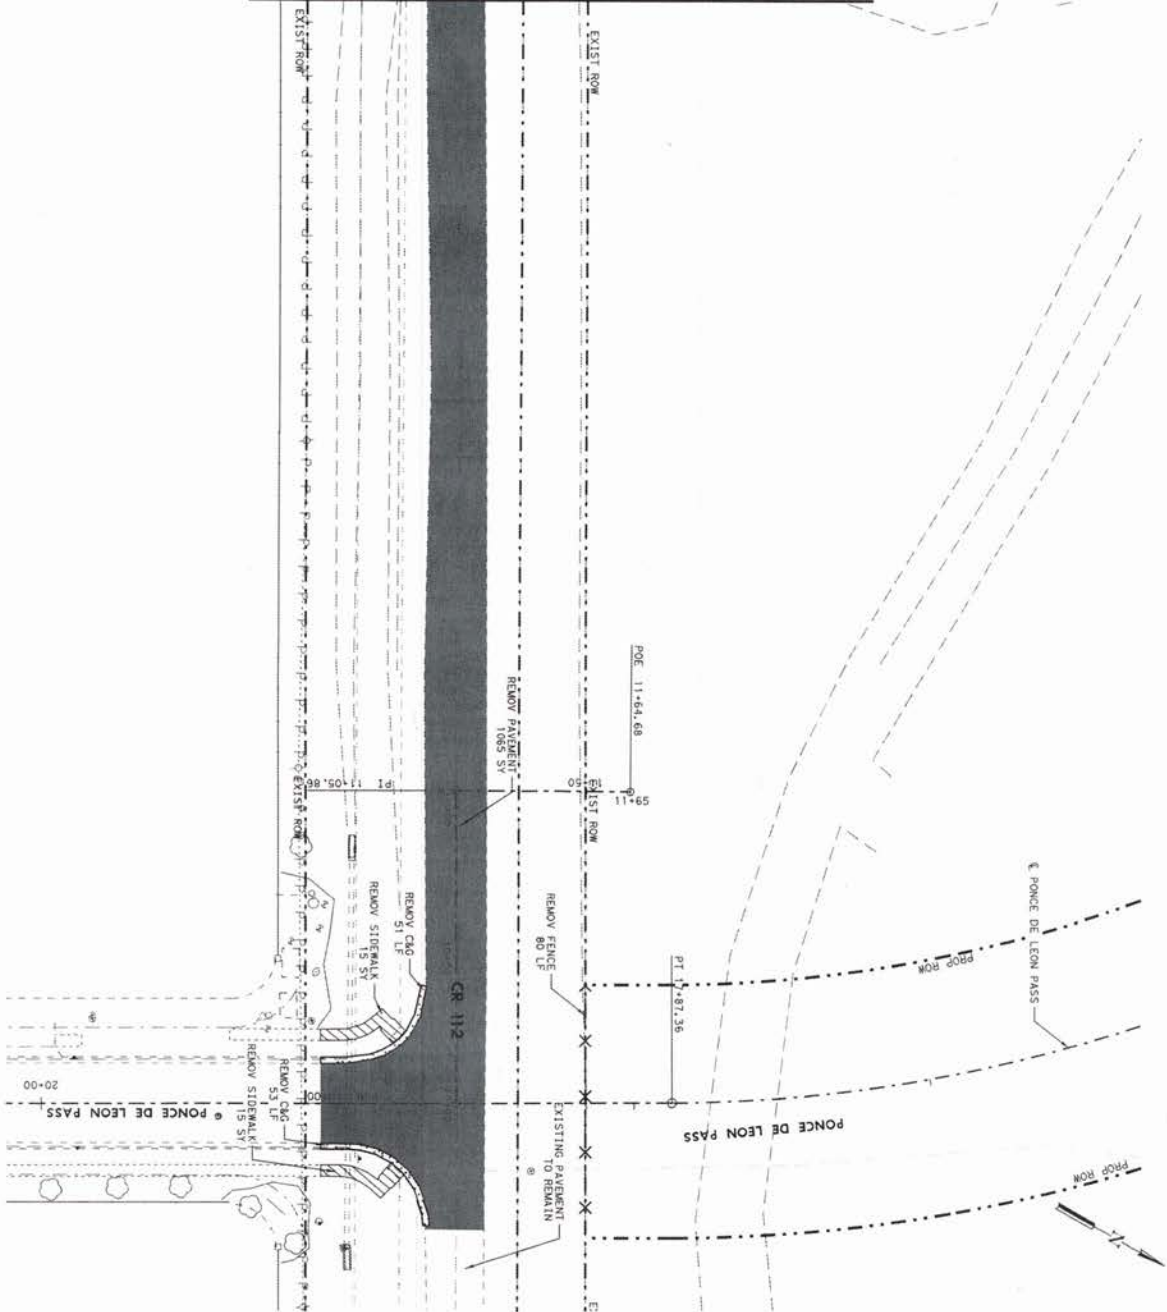 EXIST ROW
EXIST ROW
POE 11+64.68
REMOV PAVEMENT
1065 SY
PI 11+05.86
EXIST ROW
11+65
EXIST ROW
℄ PONCE DE LEON PASS
REMOV C&G
51 LF
REMOV SIDEWALK
15 SY
REMOV FENCE
80 LF
PROP ROW
PT 17+87.36
CR 112
20+00
PONCE DE LEON PASS
REMOV C&G
53 LF
REMOV SIDEWALK
15 SY
EXISTING PAVEMENT
TO REMAIN
PONCE DE LEON PASS
PROP ROW
N